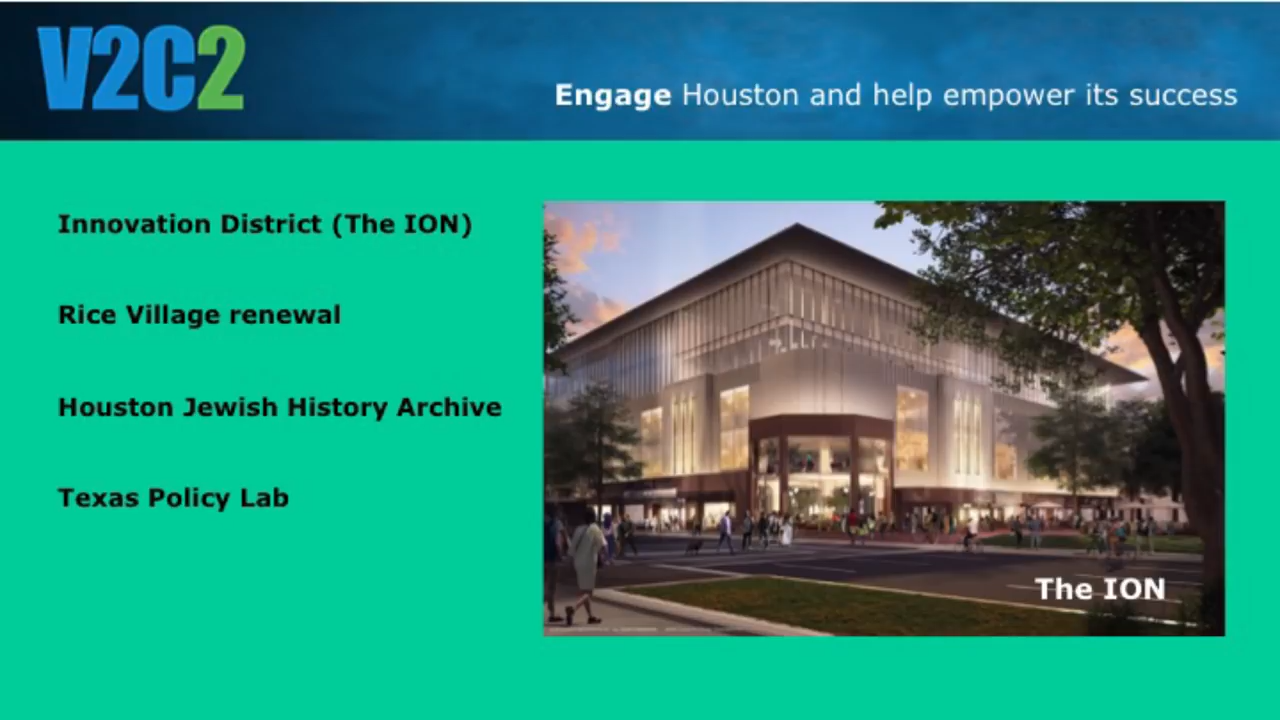 V2C2
Engage Houston and help empower its success
Innovation District (The ION)
Rice Village renewal
Houston Jewish History Archive
Texas Policy Lab
The ION